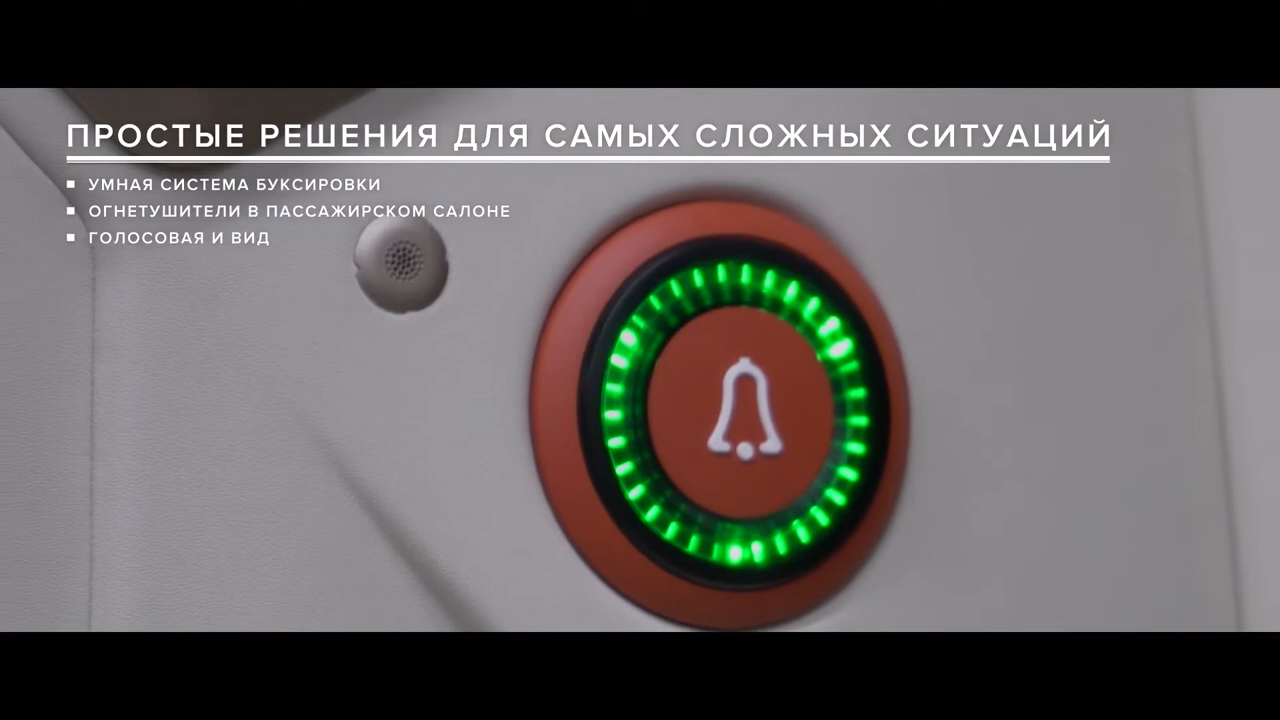 ПРОСТЫЕ РЕШЕНИЯ ДЛЯ САМЫХ СЛОЖНЫХ СИТУАЦИЙ
УМНАЯ СИСТЕМА БУКСИРОВКИ
ОГНЕТУШИТЕЛИ В ПАССАЖИРСКОМ САЛОНЕ
ГОЛОСОВАЯ И ВИД